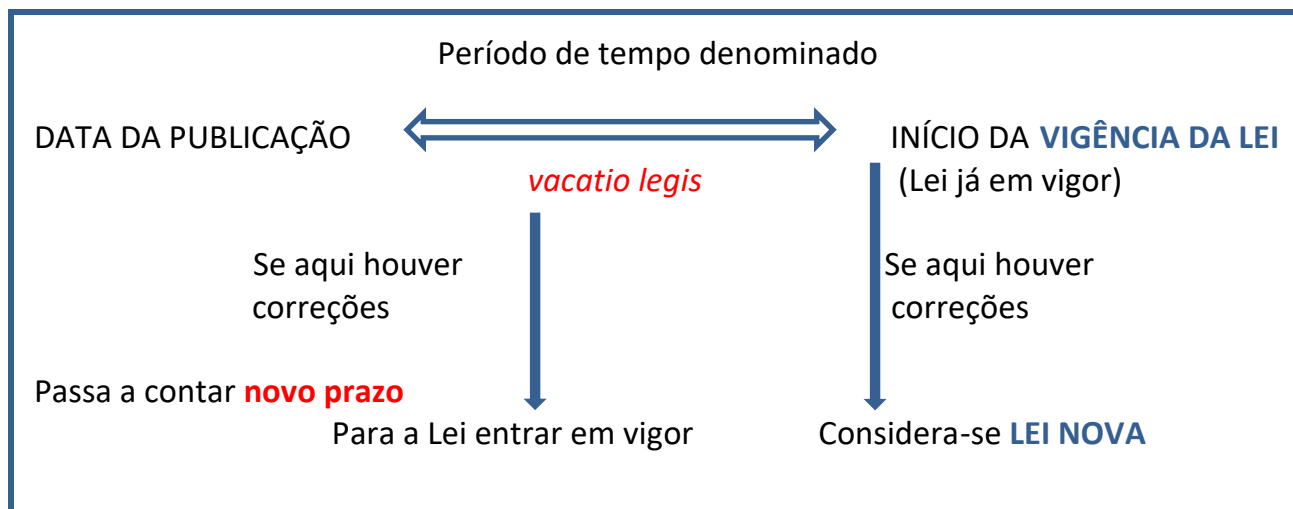 Período de tempo denominado
DATA DA PUBLICAÇÃO
INÍCIO DA VIGÊNCIA DA LEI
vacatio legis
(Lei já em vigor)
Se aqui houver
correções
Se aqui houver
correções
Passa a contar novo prazo
Para a Lei entrar em vigor
Considera-se LEI NOVA